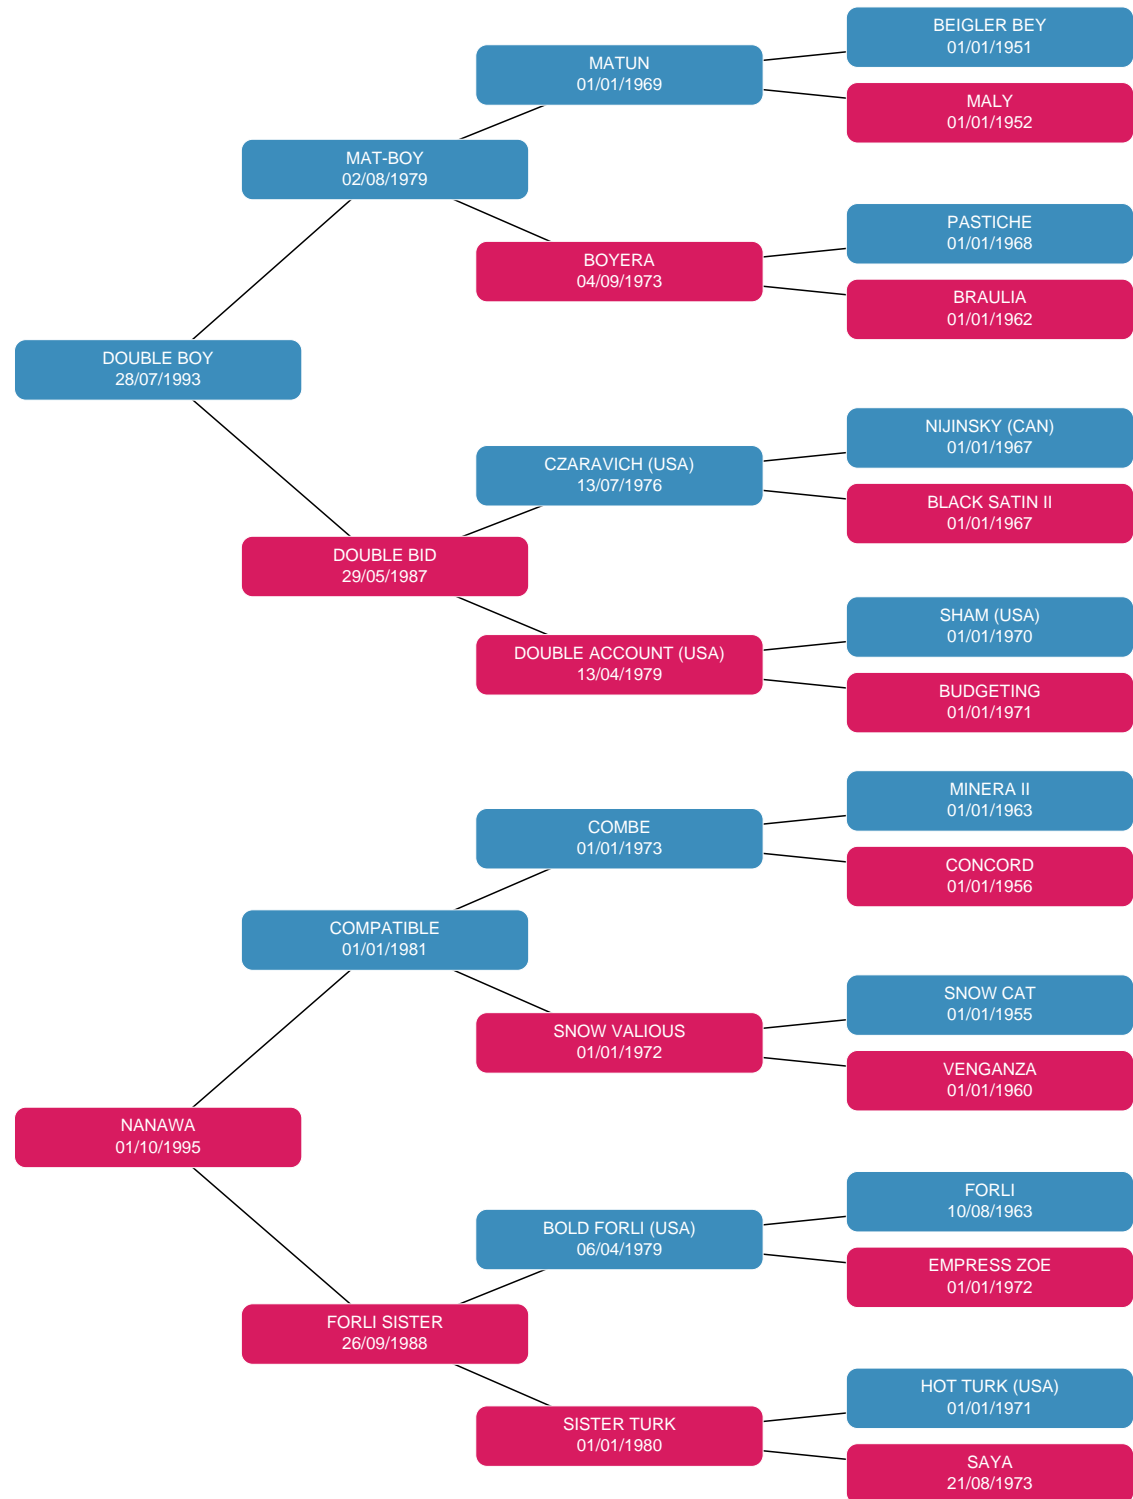 BEIGLER BEY
01/01/1951
MATUN
01/01/1969
MALY
01/01/1952
MAT-BOY
02/08/1979
PASTICHE
01/01/1968
BOYERA
04/09/1973
BRAULIA
01/01/1962
DOUBLE BOY
28/07/1993
NIJINSKY (CAN)
01/01/1967
CZARAVICH (USA)
13/07/1976
BLACK SATIN II
01/01/1967
DOUBLE BID
29/05/1987
SHAM (USA)
01/01/1970
DOUBLE ACCOUNT (USA)
13/04/1979
BUDGETING
01/01/1971
MINERA II
01/01/1963
COMBE
01/01/1973
CONCORD
01/01/1956
COMPATIBLE
01/01/1981
SNOW CAT
01/01/1955
SNOW VALIOUS
01/01/1972
VENGANZA
01/01/1960
NANAWA
01/10/1995
FORLI
10/08/1963
BOLD FORLI (USA)
06/04/1979
EMPRESS ZOE
01/01/1972
FORLI SISTER
26/09/1988
HOT TURK (USA)
01/01/1971
SISTER TURK
01/01/1980
SAYA
21/08/1973